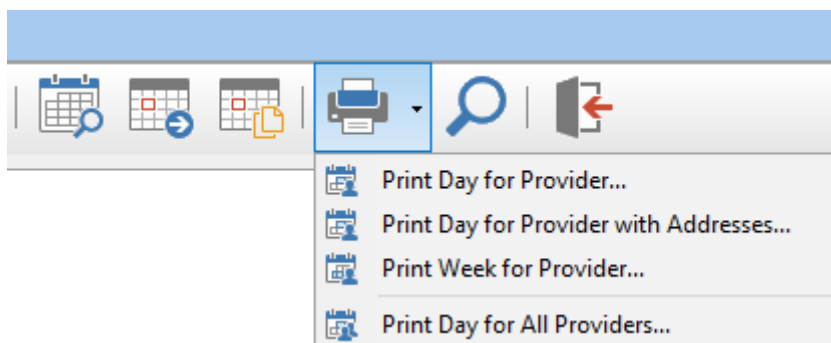 Print Day for Provider...
Print Day for Provider with Addresses...
Print Week for Provider...
Print Day for All Providers...